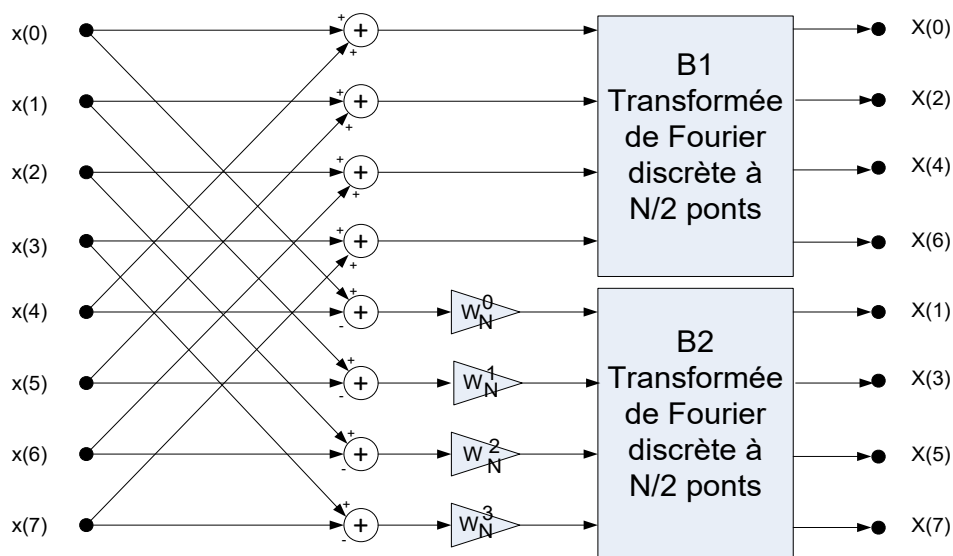 x(0)
+
+
+
X(0)
x(1)
+
+
+
X(2)
x(2)
+
+
+
X(4)
x(3)
+
+
+
X(6)
B1
Transformée
de Fourier
discrète à
N/2 ponts
x(4)
+
-
+
W_N^0
X(1)
x(5)
+
-
+
W_N^1
X(3)
x(6)
+
-
+
W_N^2
X(5)
x(7)
+
-
+
W_N^3
X(7)
B2
Transformée
de Fourier
discrète à
N/2 ponts